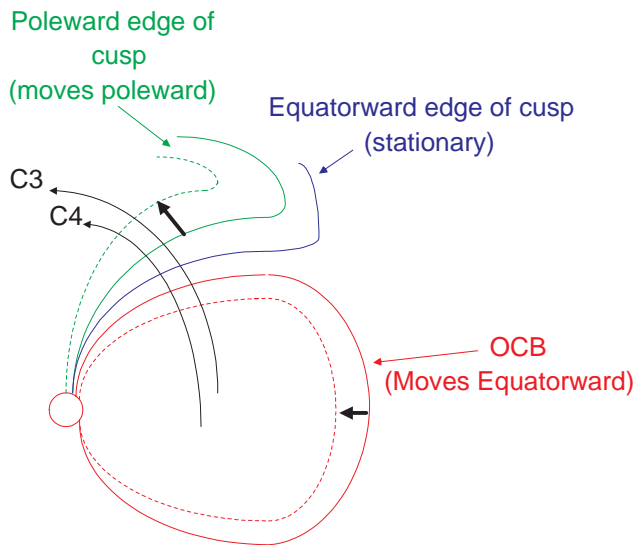 Poleward edge of
cusp
(moves poleward)
Equatorward edge of cusp
(stationary)
C3
C4
OCB
(Moves Equatorward)